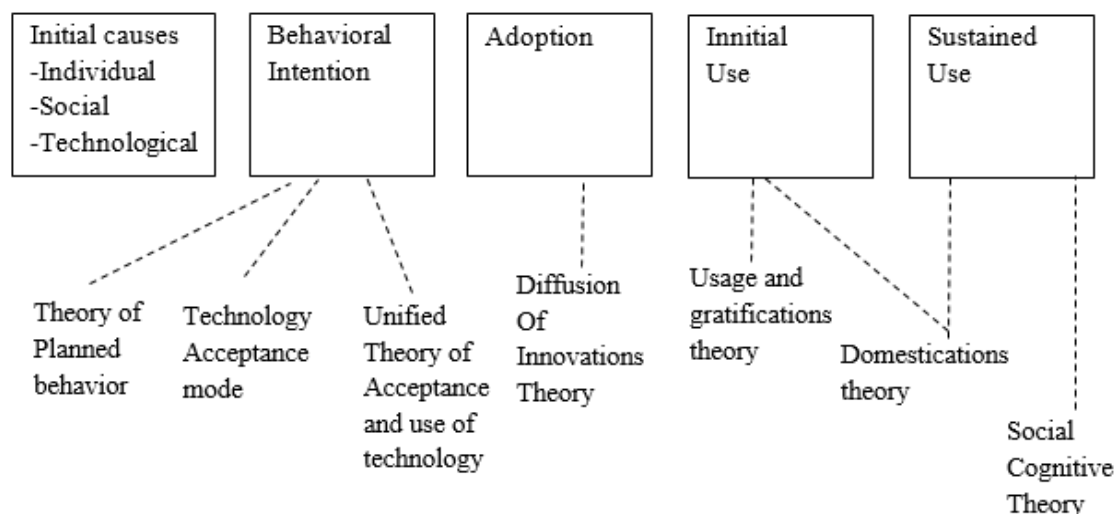 Initial causes
-Individual
-Social
-Technological
Behavioral
Intention
Adoption
Innitial
Use
Sustained
Use
Theory of
Planned
behavior
Technology
Acceptance
mode
Unified
Theory of
Acceptance
and use of
technology
Diffusion
Of
Innovations
Theory
Usage and
gratifications
theory
Domestications
theory
Social
Cognitive
Theory